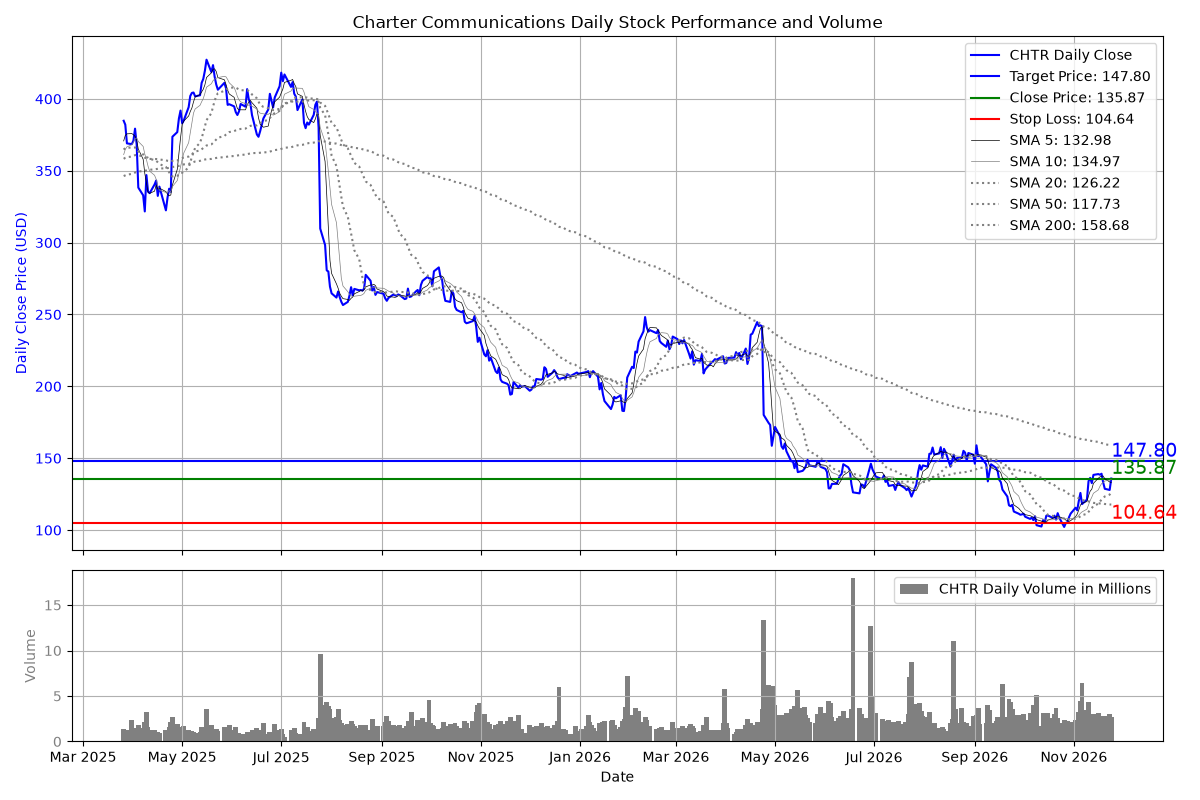 Charter Communications Daily Stock Performance and Volume
Daily Close Price (USD)
400
350
300
250
200
150
100
CHTR Daily Close
Target Price: 147.80
Close Price: 135.87
Stop Loss: 104.64
SMA 5: 132.98
SMA 10: 134.97
SMA 20: 126.22
SMA 50: 117.73
SMA 200: 158.68
147.80
135.87
104.64
Volume
15
10
5
0
CHTR Daily Volume in Millions
Mar 2025 May 2025 Jul 2025 Sep 2025 Nov 2025 Jan 2026 Mar 2026 May 2026 Jul 2026 Sep 2026 Nov 2026
Date